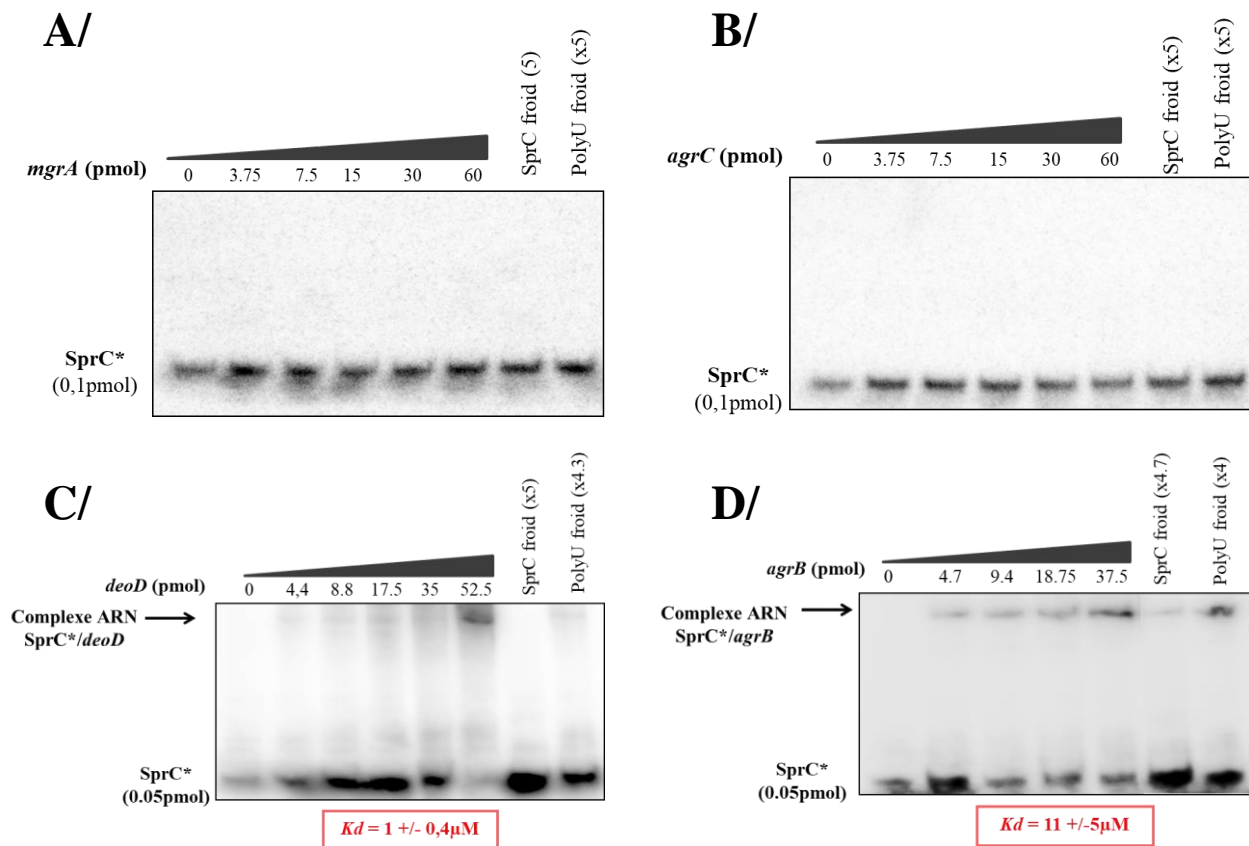 A/
SprC froid (5)
PolyU froid (x5)
mgrA (pmol)
0 3.75 7.5 15 30 60
SprC*
(0,1pmol)
B/
SprC froid (x5)
PolyU froid (x5)
agrC (pmol)
0 3.75 7.5 15 30 60
SprC*
(0,1pmol)
C/
SprC froid (x5)
PolyU froid (x4.3)
deoD (pmol)
0 4,4 8.8 17.5 35 52.5
Complexe ARN
SprC*/deoD
SprC*
(0.05pmol)
Kd = 1 +/- 0,4µM
D/
SprC froid (x4.7)
PolyU froid (x4)
agrB (pmol)
0 4.7 9.4 18.75 37.5
Complexe ARN
SprC*/agrB
SprC*
(0.05pmol)
Kd = 11 +/-5µM